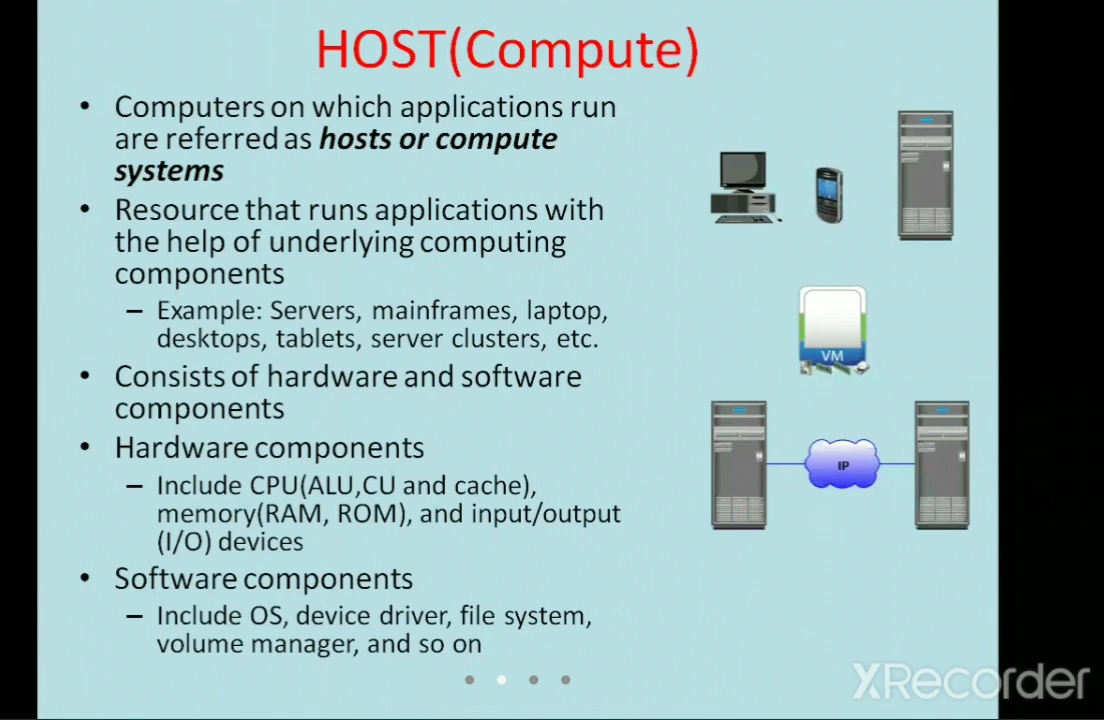 HOST(Compute)
• Computers on which applications run
are referred as hosts or compute
systems
• Resource that runs applications with
the help of underlying computing
components
– Example: Servers, mainframes, laptop,
desktops, tablets, server clusters, etc.
• Consists of hardware and software
components
• Hardware components
– Include CPU(ALU,CU and cache),
memory(RAM, ROM), and input/output
(I/O) devices
• Software components
– Include OS, device driver, file system,
volume manager, and so on
VM
IP
XRecorder